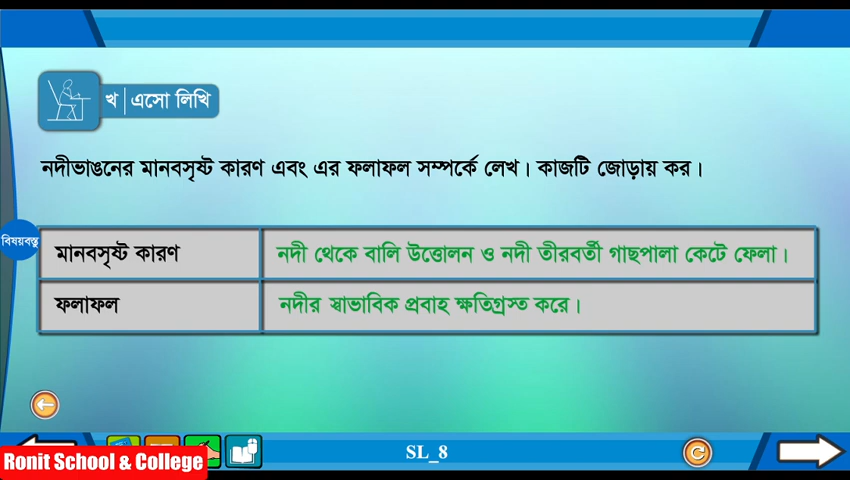 খ | এসো লিখি
নদীভাঙনের মানবসৃষ্ট কারণ এবং এর ফলাফল সম্পর্কে লেখ। কাজটি জোড়ায় কর।
বিষয়বস্তু
মানবসৃষ্ট কারণ নদী থেকে বালি উত্তোলন ও নদী তীরবর্তী গাছপালা কেটে ফেলা।
ফলাফল নদীর স্বাভাবিক প্রবাহ ক্ষতিগ্রস্ত করে।
SL_8
Ronit School & College